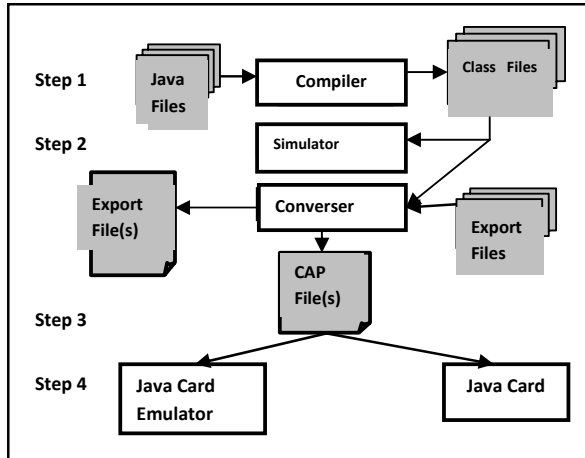 Step 1
Java
Files
Compiler
Class Files
Step 2
Simulator
Export
File(s)
Converser
Export
Files
CAP
File(s)
Step 3
Step 4
Java Card
Emulator
Java Card